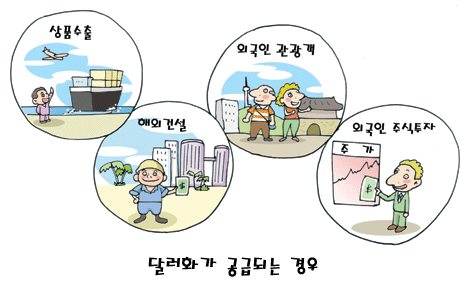 상품수출
외국인 관광객
해외건설
외국인 주식투자
주 가
$
$
달러화가 공급되는 경우